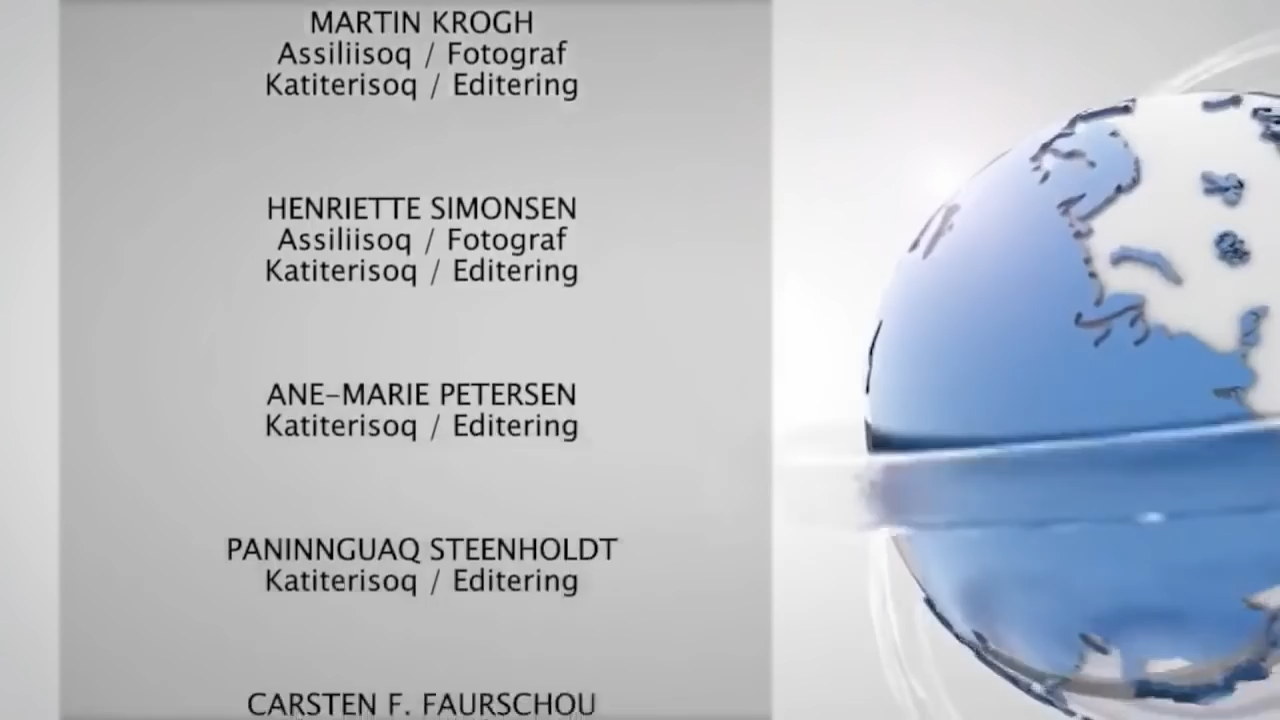 MARTIN KROGH
Assiliisoq / Fotograf
Katiterisoq / Editering
HENRIETTE SIMONSEN
Assiliisoq / Fotograf
Katiterisoq / Editering
ANE-MARIE PETERSEN
Katiterisoq / Editering
PANINNGUAQ STEENHOLDT
Katiterisoq / Editering
CARSTEN F. FAURSCHOU